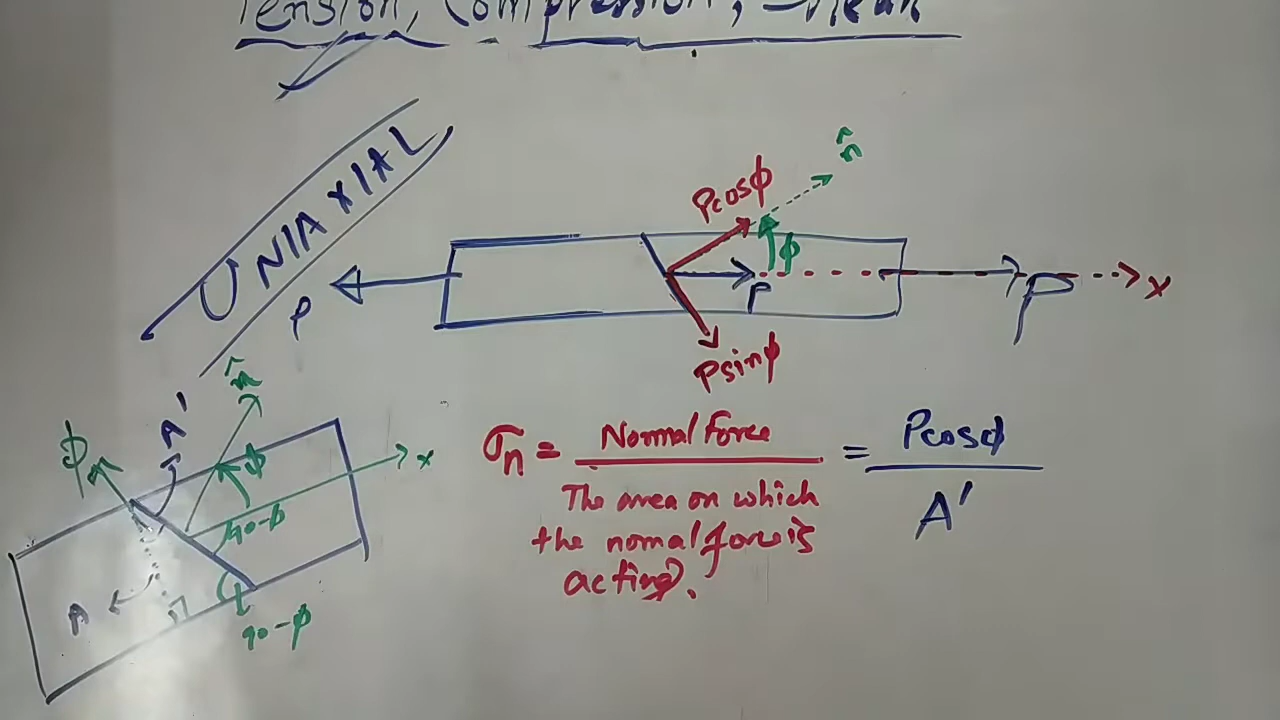 Tension, Compression, Shear
UNIAXIAL
n̂
Pcosϕ
ϕ
P
P
P
x
Psinϕ
n̂
A'
ϕ
ϕ
x
90-ϕ
A
90-ϕ
σn = Normal Force / The area on which = Pcosϕ / A'
the normal force is
acting.